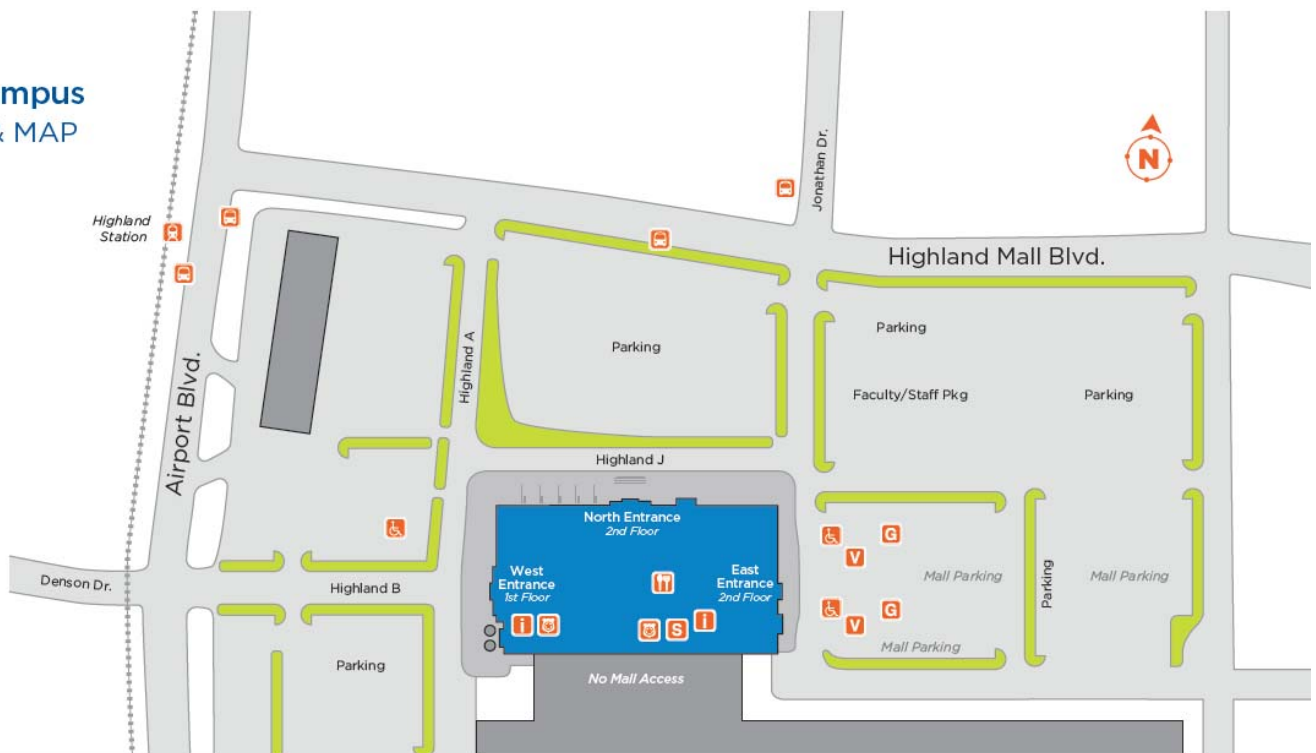 mpus
& MAP
N
Jonathan Dr.
Highland
Station
Highland Mall Blvd.
Airport Blvd.
Highland A
Parking
Parking
Faculty/Staff Pkg
Parking
Highland J
North Entrance
2nd Floor
West
Entrance
1st Floor
East
Entrance
2nd Floor
i
S
i
V
G
Mall Parking
Parking
Mall Parking
V
G
Mall Parking
Denson Dr.
Highland B
Parking
No Mall Access